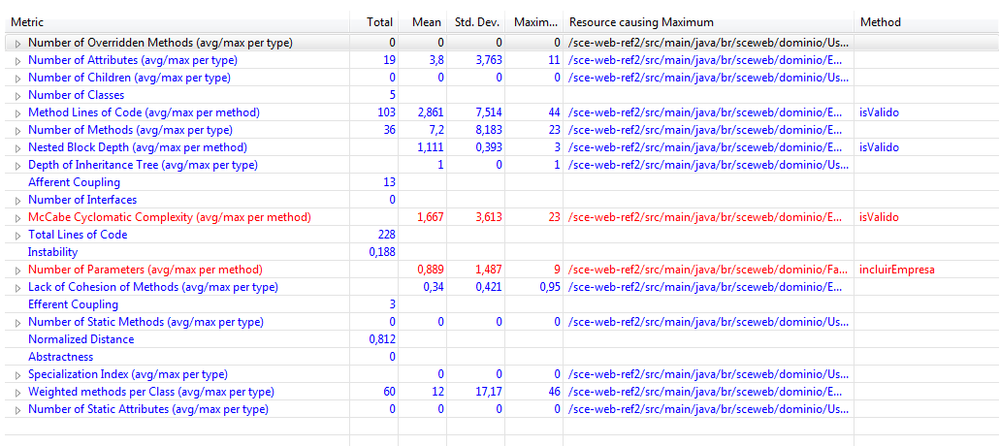 Metric Total Mean Std. Dev. Maxim... Resource causing Maximum Method
Number of Overridden Methods (avg/max per type) 0 0 0 0 /sce-web-ref2/src/main/java/br/sceweb/dominio/Us...
Number of Attributes (avg/max per type) 19 3,8 3,763 11 /sce-web-ref2/src/main/java/br/sceweb/dominio/E...
Number of Children (avg/max per type) 0 0 0 0 /sce-web-ref2/src/main/java/br/sceweb/dominio/Us...
Number of Classes 5
Method Lines of Code (avg/max per method) 103 2,861 7,514 44 /sce-web-ref2/src/main/java/br/sceweb/dominio/E... isValido
Number of Methods (avg/max per type) 36 7,2 8,183 23 /sce-web-ref2/src/main/java/br/sceweb/dominio/E...
Nested Block Depth (avg/max per method) 1,111 0,393 3 /sce-web-ref2/src/main/java/br/sceweb/dominio/E... isValido
Depth of Inheritance Tree (avg/max per type) 1 0 1 /sce-web-ref2/src/main/java/br/sceweb/dominio/Us...
Afferent Coupling 13
Number of Interfaces 0
McCabe Cyclomatic Complexity (avg/max per method) 1,667 3,613 23 /sce-web-ref2/src/main/java/br/sceweb/dominio/E... isValido
Total Lines of Code 228
Instability 0,188
Number of Parameters (avg/max per method) 0,889 1,487 9 /sce-web-ref2/src/main/java/br/sceweb/dominio/Fa... incluirEmpresa
Lack of Cohesion of Methods (avg/max per type) 0,34 0,421 0,95 /sce-web-ref2/src/main/java/br/sceweb/dominio/E...
Efferent Coupling 3
Number of Static Methods (avg/max per type) 0 0 0 0 /sce-web-ref2/src/main/java/br/sceweb/dominio/Us...
Normalized Distance 0,812
Abstractness 0
Specialization Index (avg/max per type) 0 0 0 /sce-web-ref2/src/main/java/br/sceweb/dominio/Us...
Weighted methods per Class (avg/max per type) 60 12 17,17 46 /sce-web-ref2/src/main/java/br/sceweb/dominio/E...
Number of Static Attributes (avg/max per type) 0 0 0 0 /sce-web-ref2/src/main/java/br/sceweb/dominio/Us...